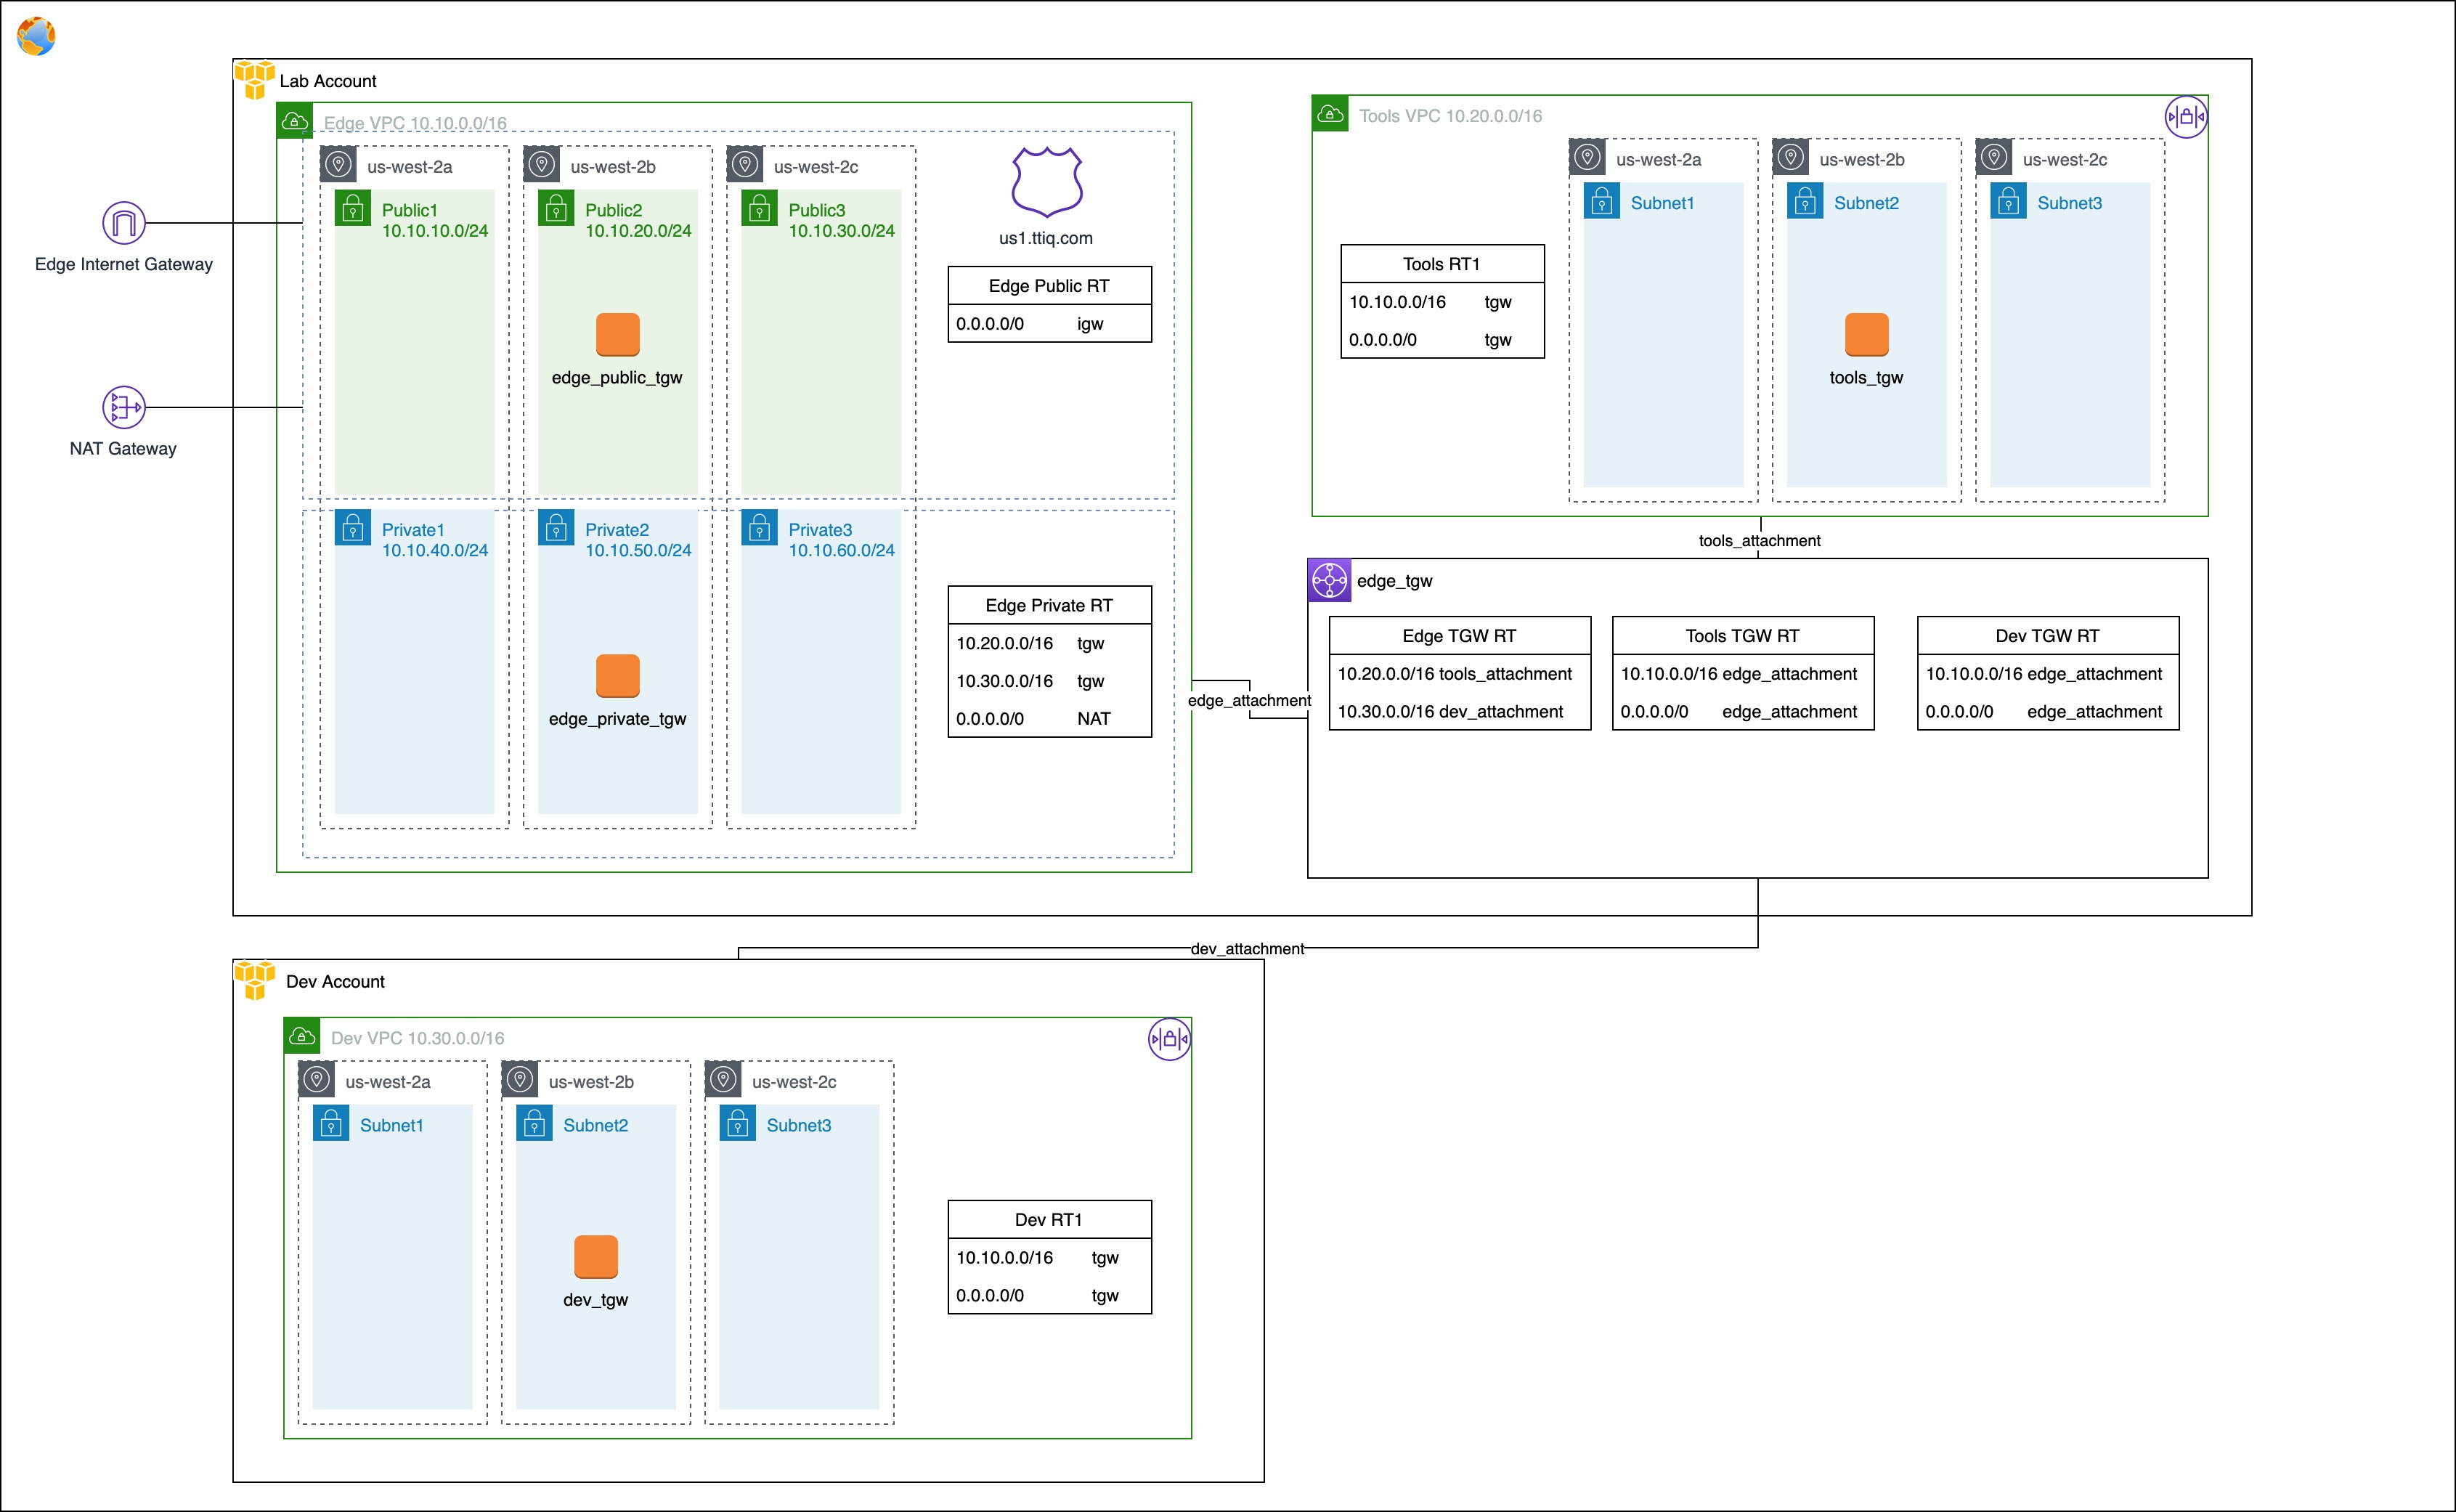 Lab Account
Edge VPC 10.10.0.0/16
us-west-2a
us-west-2b
us-west-2c
Public1
10.10.10.0/24
Public2
10.10.20.0/24
Public3
10.10.30.0/24
us1.ttiq.com
Edge Public RT
0.0.0.0/0 igw
edge_public_tgw
Edge Internet Gateway
NAT Gateway
Private1
10.10.40.0/24
Private2
10.10.50.0/24
Private3
10.10.60.0/24
Edge Private RT
10.20.0.0/16 tgw
10.30.0.0/16 tgw
0.0.0.0/0 NAT
edge_private_tgw
edge_attachment
Tools VPC 10.20.0.0/16
us-west-2a
us-west-2b
us-west-2c
Subnet1
Subnet2
Subnet3
Tools RT1
10.10.0.0/16 tgw
0.0.0.0/0 tgw
tools_tgw
tools_attachment
edge_tgw
Edge TGW RT
10.20.0.0/16 tools_attachment
10.30.0.0/16 dev_attachment
Tools TGW RT
10.10.0.0/16 edge_attachment
0.0.0.0/0 edge_attachment
Dev TGW RT
10.10.0.0/16 edge_attachment
0.0.0.0/0 edge_attachment
dev_attachment
Dev Account
Dev VPC 10.30.0.0/16
us-west-2a
us-west-2b
us-west-2c
Subnet1
Subnet2
Subnet3
dev_tgw
Dev RT1
10.10.0.0/16 tgw
0.0.0.0/0 tgw